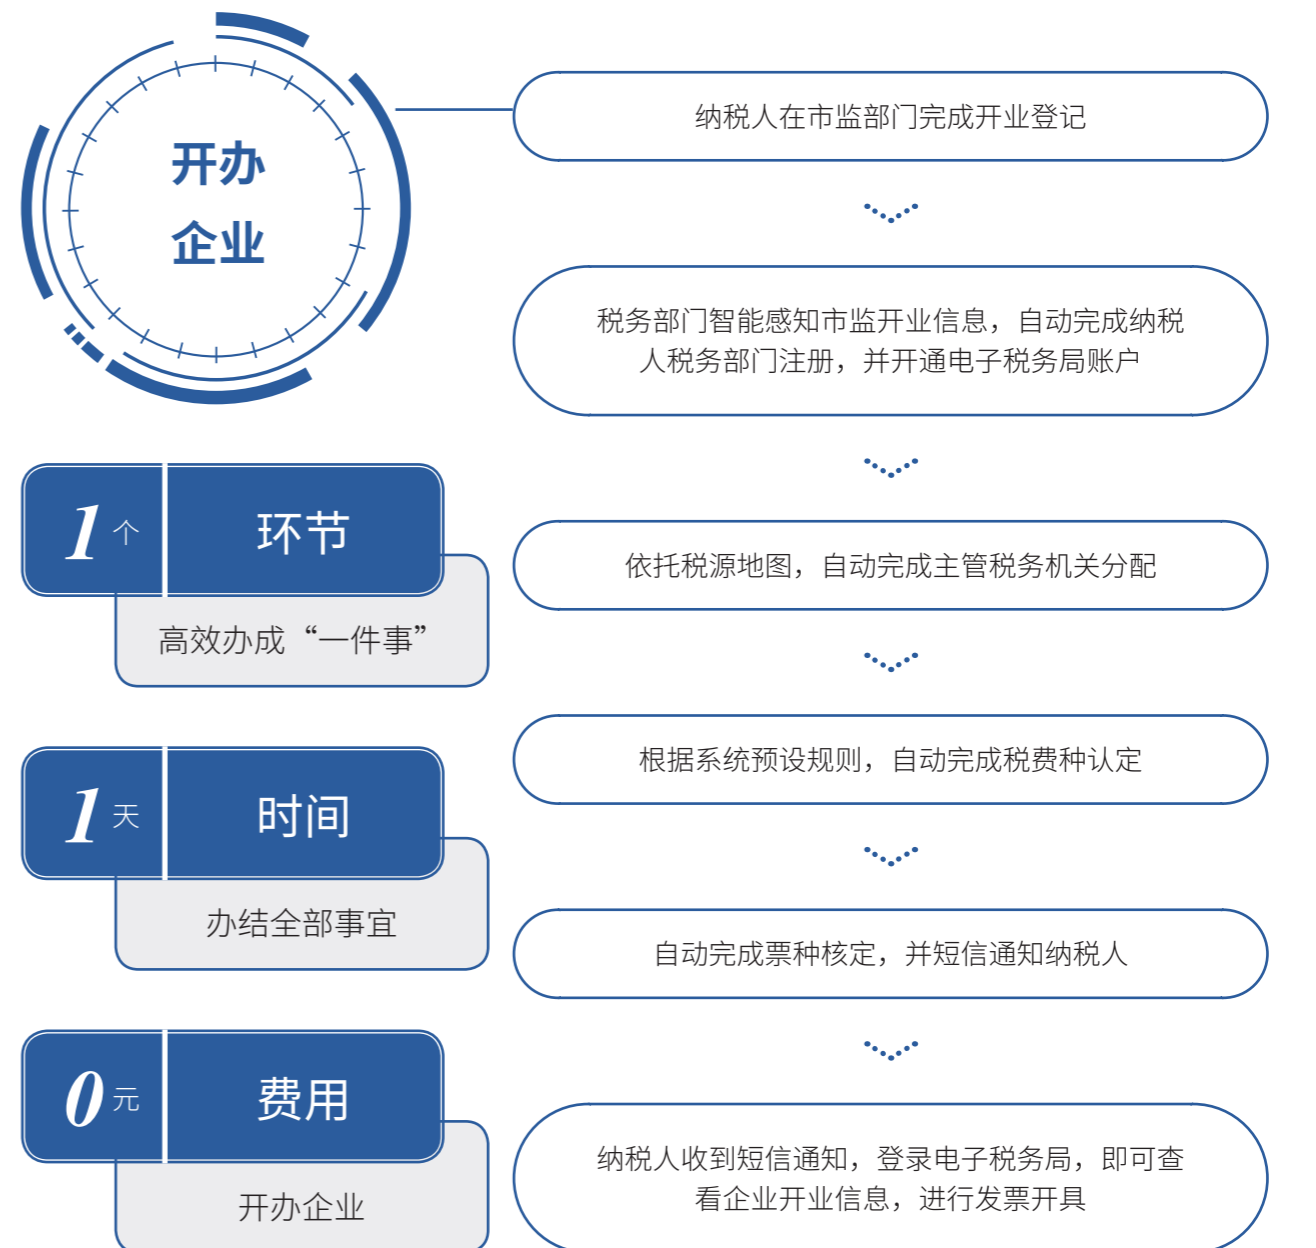 开办
企业
纳税人在市监部门完成开业登记
税务部门智能感知市监开业信息，自动完成纳税
人税务部门注册，并开通电子税务局账户
1个 环节
高效办成“一件事”
依托税源地图，自动完成主管税务机关分配
根据系统预设规则，自动完成税费种认定
1天 时间
办结全部事宜
自动完成票种核定，并短信通知纳税人
0元 费用
开办企业
纳税人收到短信通知，登录电子税务局，即可查
看企业开业信息，进行发票开具